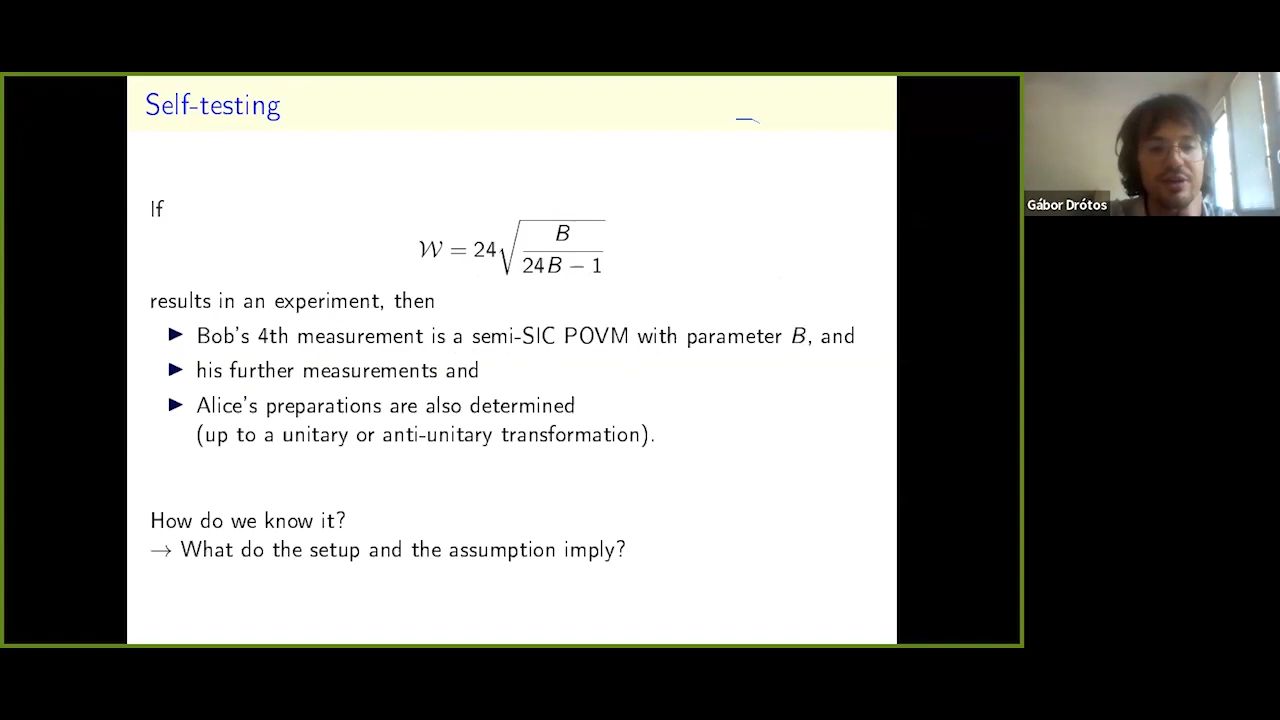 Self-testing
If
𝒲 = 24√(B / (24B − 1))
results in an experiment, then
▶ Bob's 4th measurement is a semi-SIC POVM with parameter B, and
▶ his further measurements and
▶ Alice's preparations are also determined
(up to a unitary or anti-unitary transformation).
How do we know it?
→ What do the setup and the assumption imply?
Gábor Drótos